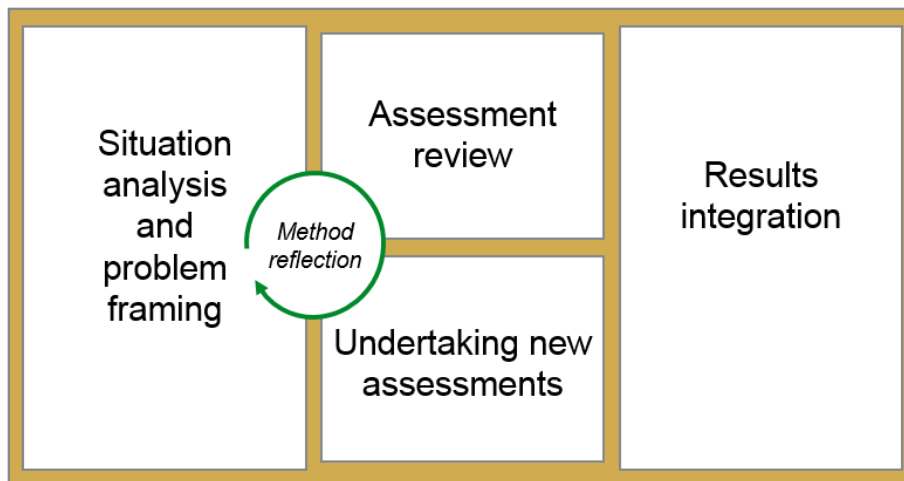 Situation
analysis
and
problem
framing
Method
reflection
Assessment
review
Undertaking new
assessments
Results
integration